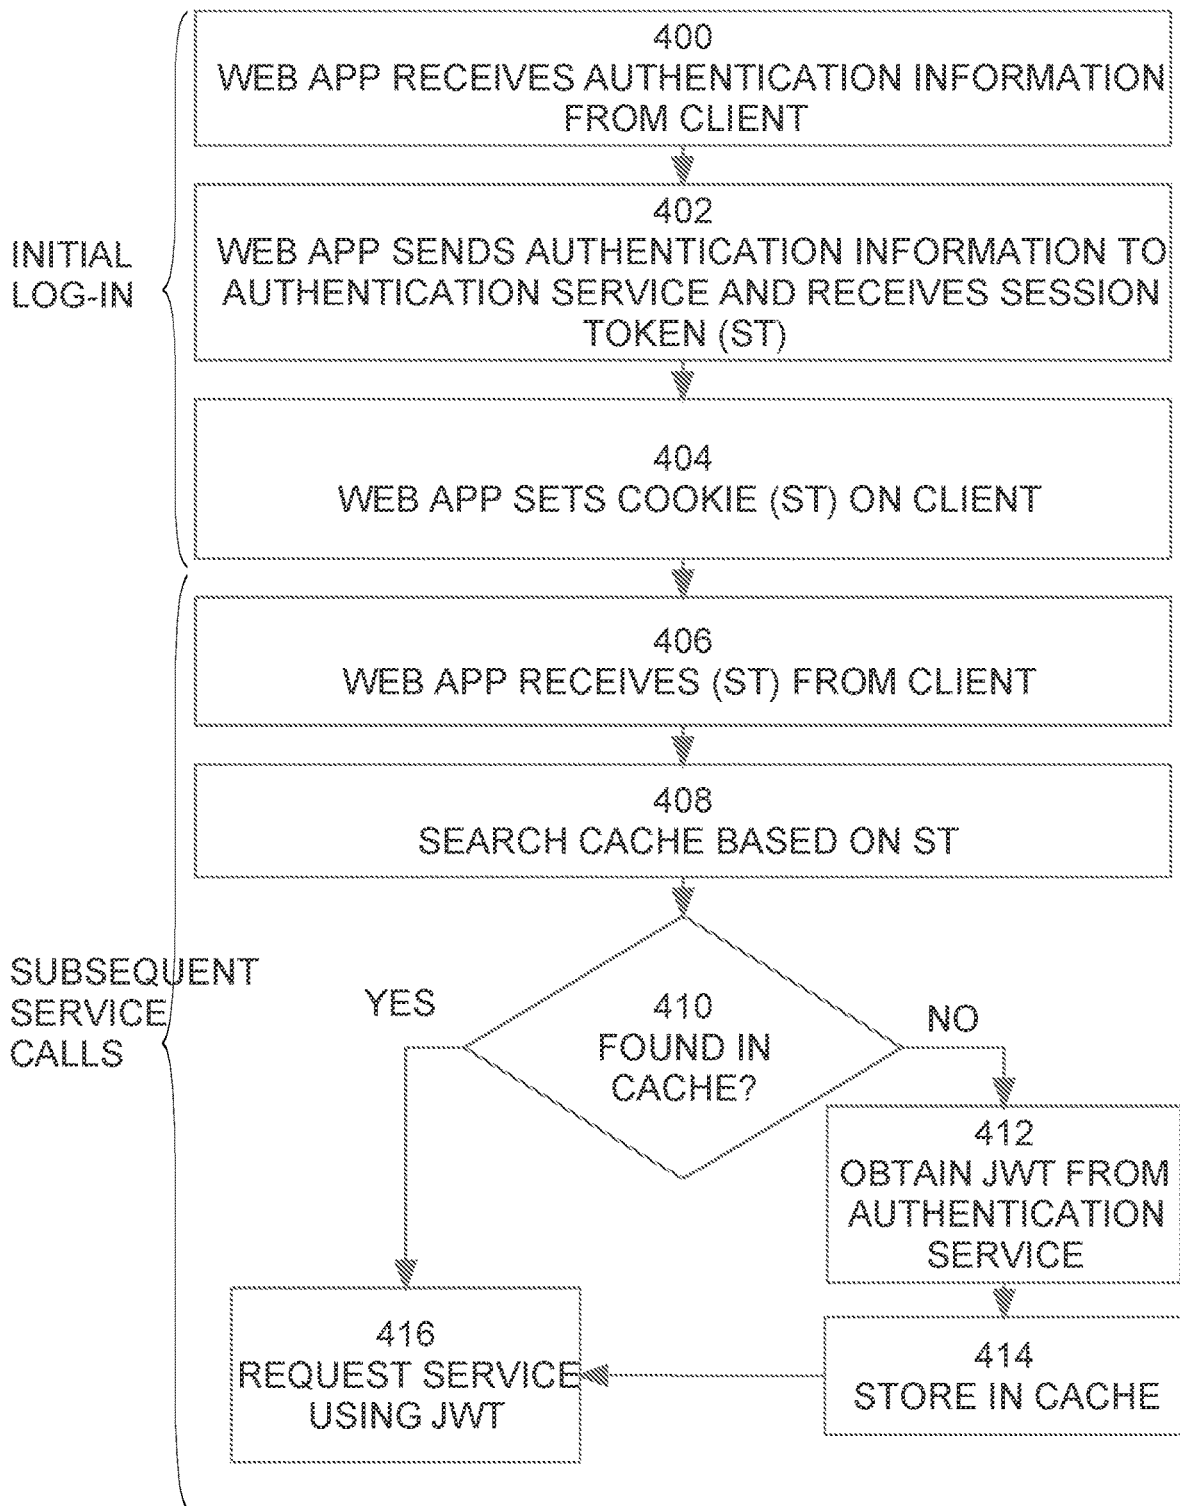 400
WEB APP RECEIVES AUTHENTICATION INFORMATION
FROM CLIENT
402
WEB APP SENDS AUTHENTICATION INFORMATION TO
AUTHENTICATION SERVICE AND RECEIVES SESSION
TOKEN (ST)
INITIAL
LOG-IN
404
WEB APP SETS COOKIE (ST) ON CLIENT
406
WEB APP RECEIVES (ST) FROM CLIENT
408
SEARCH CACHE BASED ON ST
SUBSEQUENT
SERVICE
CALLS
YES
410
FOUND IN
CACHE?
NO
412
OBTAIN JWT FROM
AUTHENTICATION
SERVICE
414
STORE IN CACHE
416
REQUEST SERVICE
USING JWT